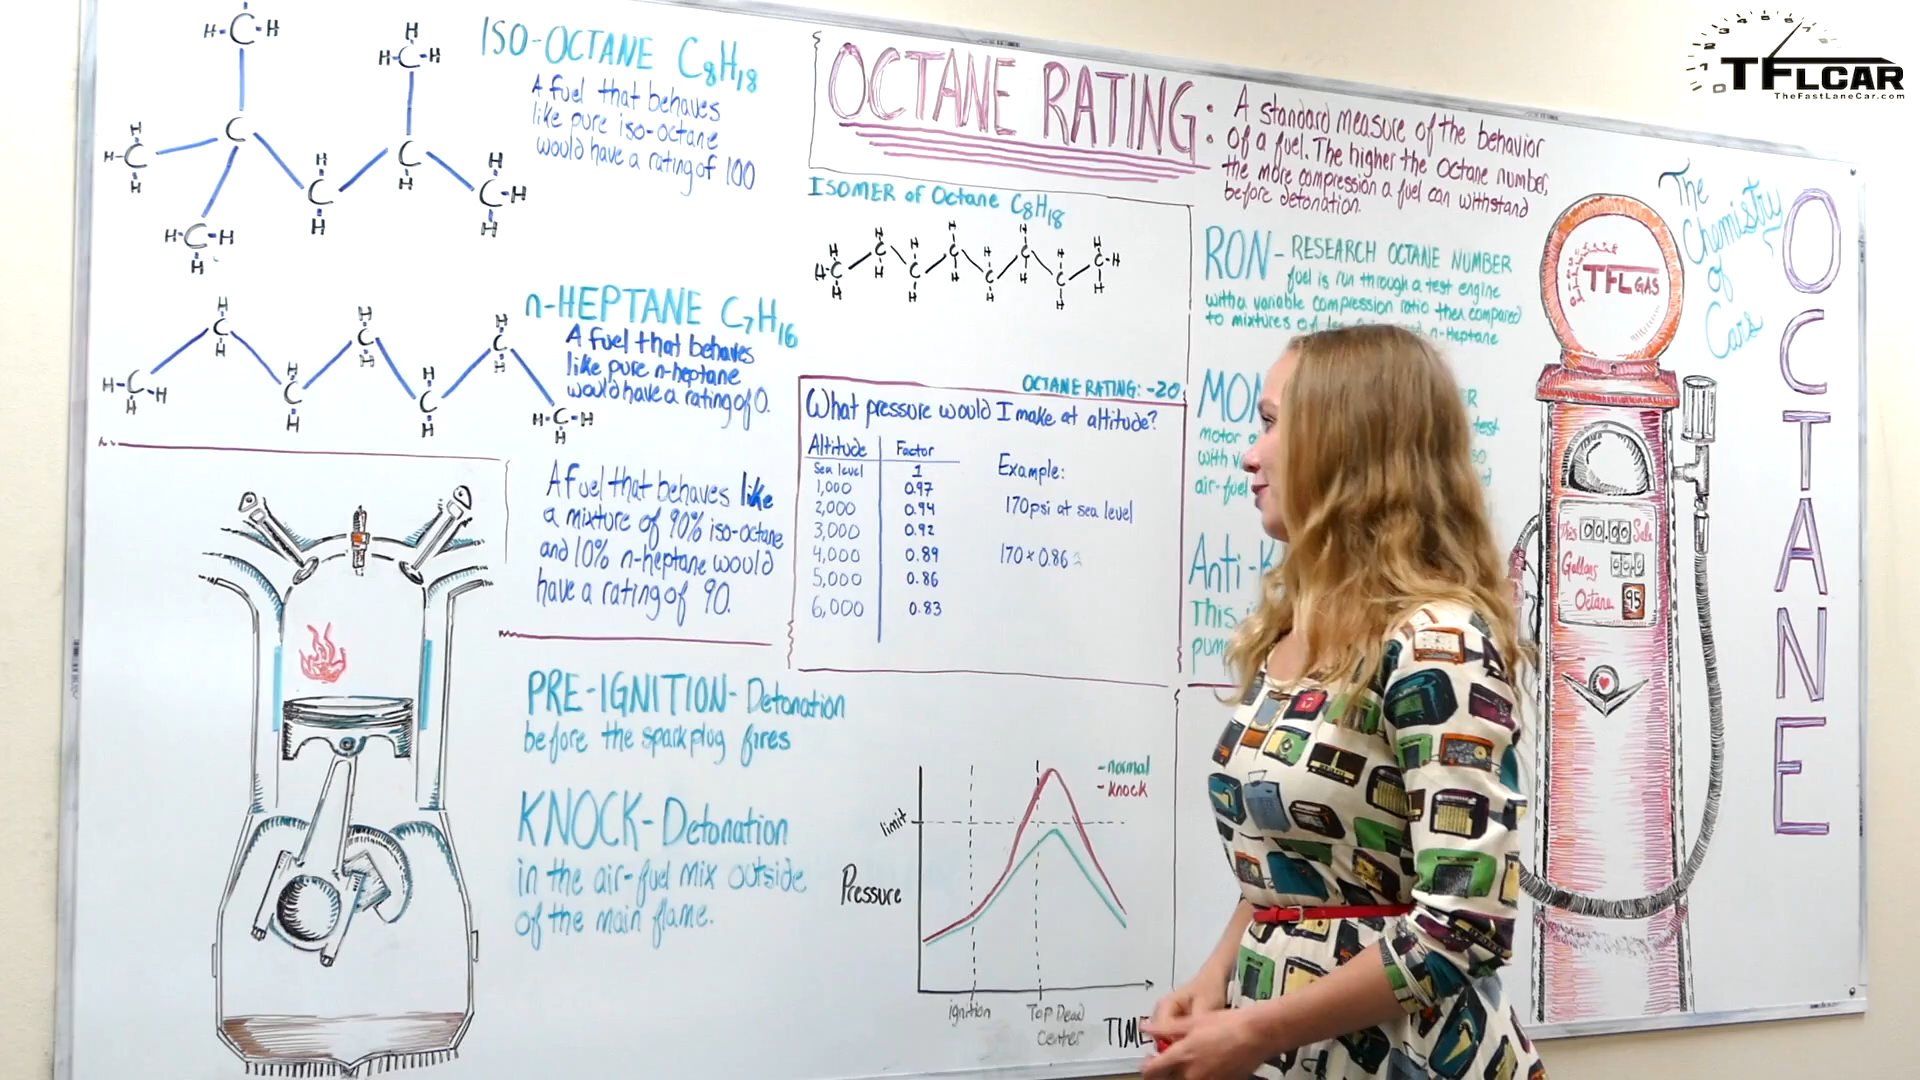 ISO-OCTANE C8H18
A fuel that behaves
like pure iso-octane
would have a rating of 100
n-HEPTANE C7H16
A fuel that behaves
like pure n-heptane
would have a rating of 0.
A fuel that behaves like
a mixture of 90% iso-octane
and 10% n-heptane would
have a rating of 90.
PRE-IGNITION- Detonation
before the spark plug fires
KNOCK- Detonation
in the air-fuel mix outside
of the main flame.
OCTANE RATING:
A standard measure of the behavior
of a fuel. The higher the octane number,
the more compression a fuel can withstand
before detonation.
ISOMER of Octane C8H18
OCTANE RATING: -20
What pressure would I make at altitude?
Altitude Factor
Sea level 1
1,000 0.97
2,000 0.94
3,000 0.92
4,000 0.89
5,000 0.86
6,000 0.83
Example:
170psi at sea level
170 x 0.86
-normal
-knock
limit
Pressure
ignition
Top Dead
Center
TIME
RON- RESEARCH OCTANE NUMBER
fuel is run through a test engine
with a variable compression ratio then compared
to mixtures of n-Heptane
MON
test
motor
with
air-fuel
Anti-K
This
pum
The
Chemistry
of
Cars
OCTANE
TFLGAS
This 00.00 Sale
Gallons
Octane 95
TFLCAR
TheFastLaneCar.com